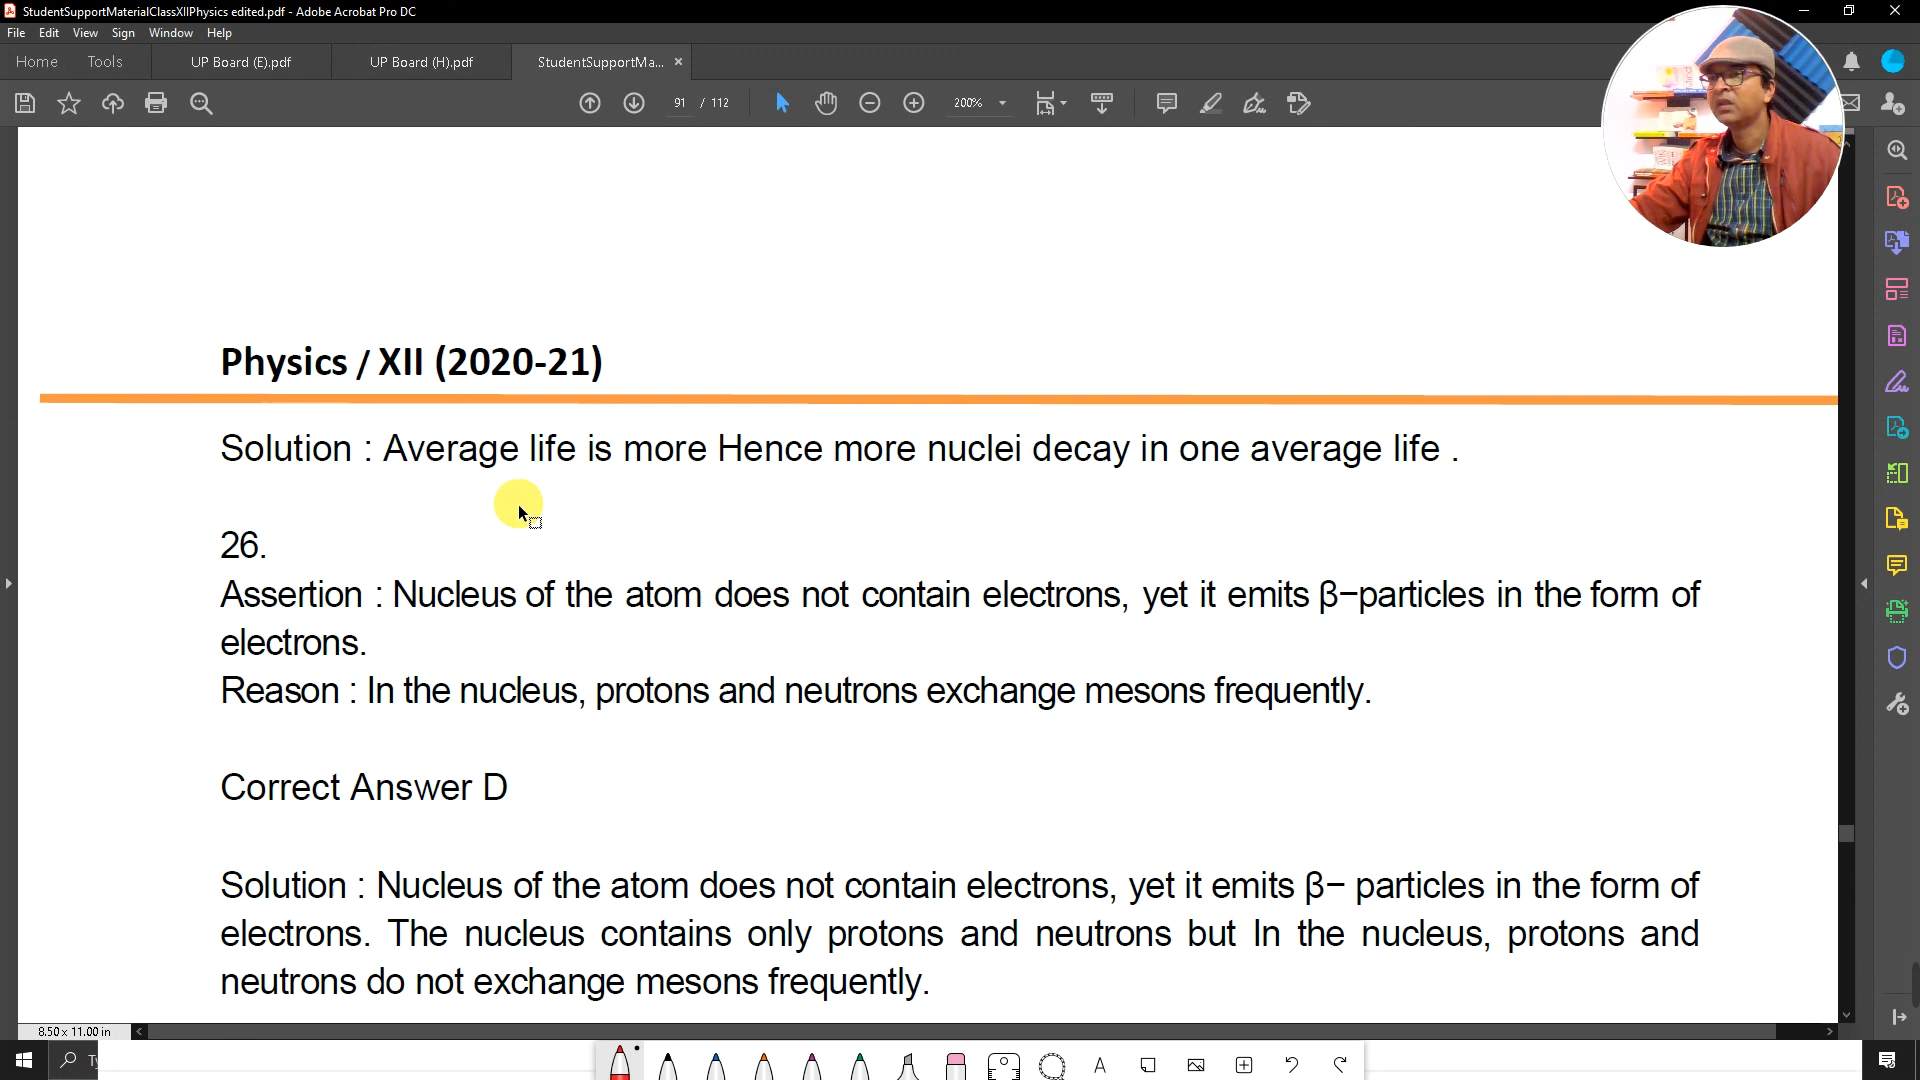 StudentSupportMaterialClassXIIPhysics edited.pdf - Adobe Acrobat Pro DC
File Edit View Sign Window Help
Home Tools UP Board (E).pdf UP Board (H).pdf StudentSupportMa... ×
91 / 112 200%
Physics / XII (2020-21)
Solution : Average life is more Hence more nuclei decay in one average life .
26.
Assertion : Nucleus of the atom does not contain electrons, yet it emits β−particles in the form of
electrons.
Reason : In the nucleus, protons and neutrons exchange mesons frequently.
Correct Answer D
Solution : Nucleus of the atom does not contain electrons, yet it emits β− particles in the form of
electrons. The nucleus contains only protons and neutrons but In the nucleus, protons and
neutrons do not exchange mesons frequently.
8.50 x 11.00 in